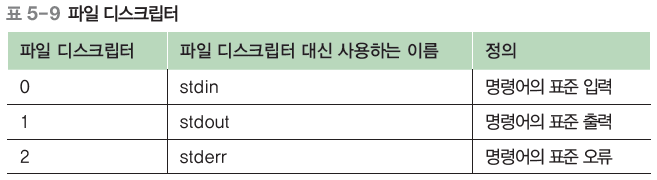 표 5-9 파일 디스크립터
파일 디스크립터 파일 디스크립터 대신 사용하는 이름 정의
0 stdin 명령어의 표준 입력
1 stdout 명령어의 표준 출력
2 stderr 명령어의 표준 오류